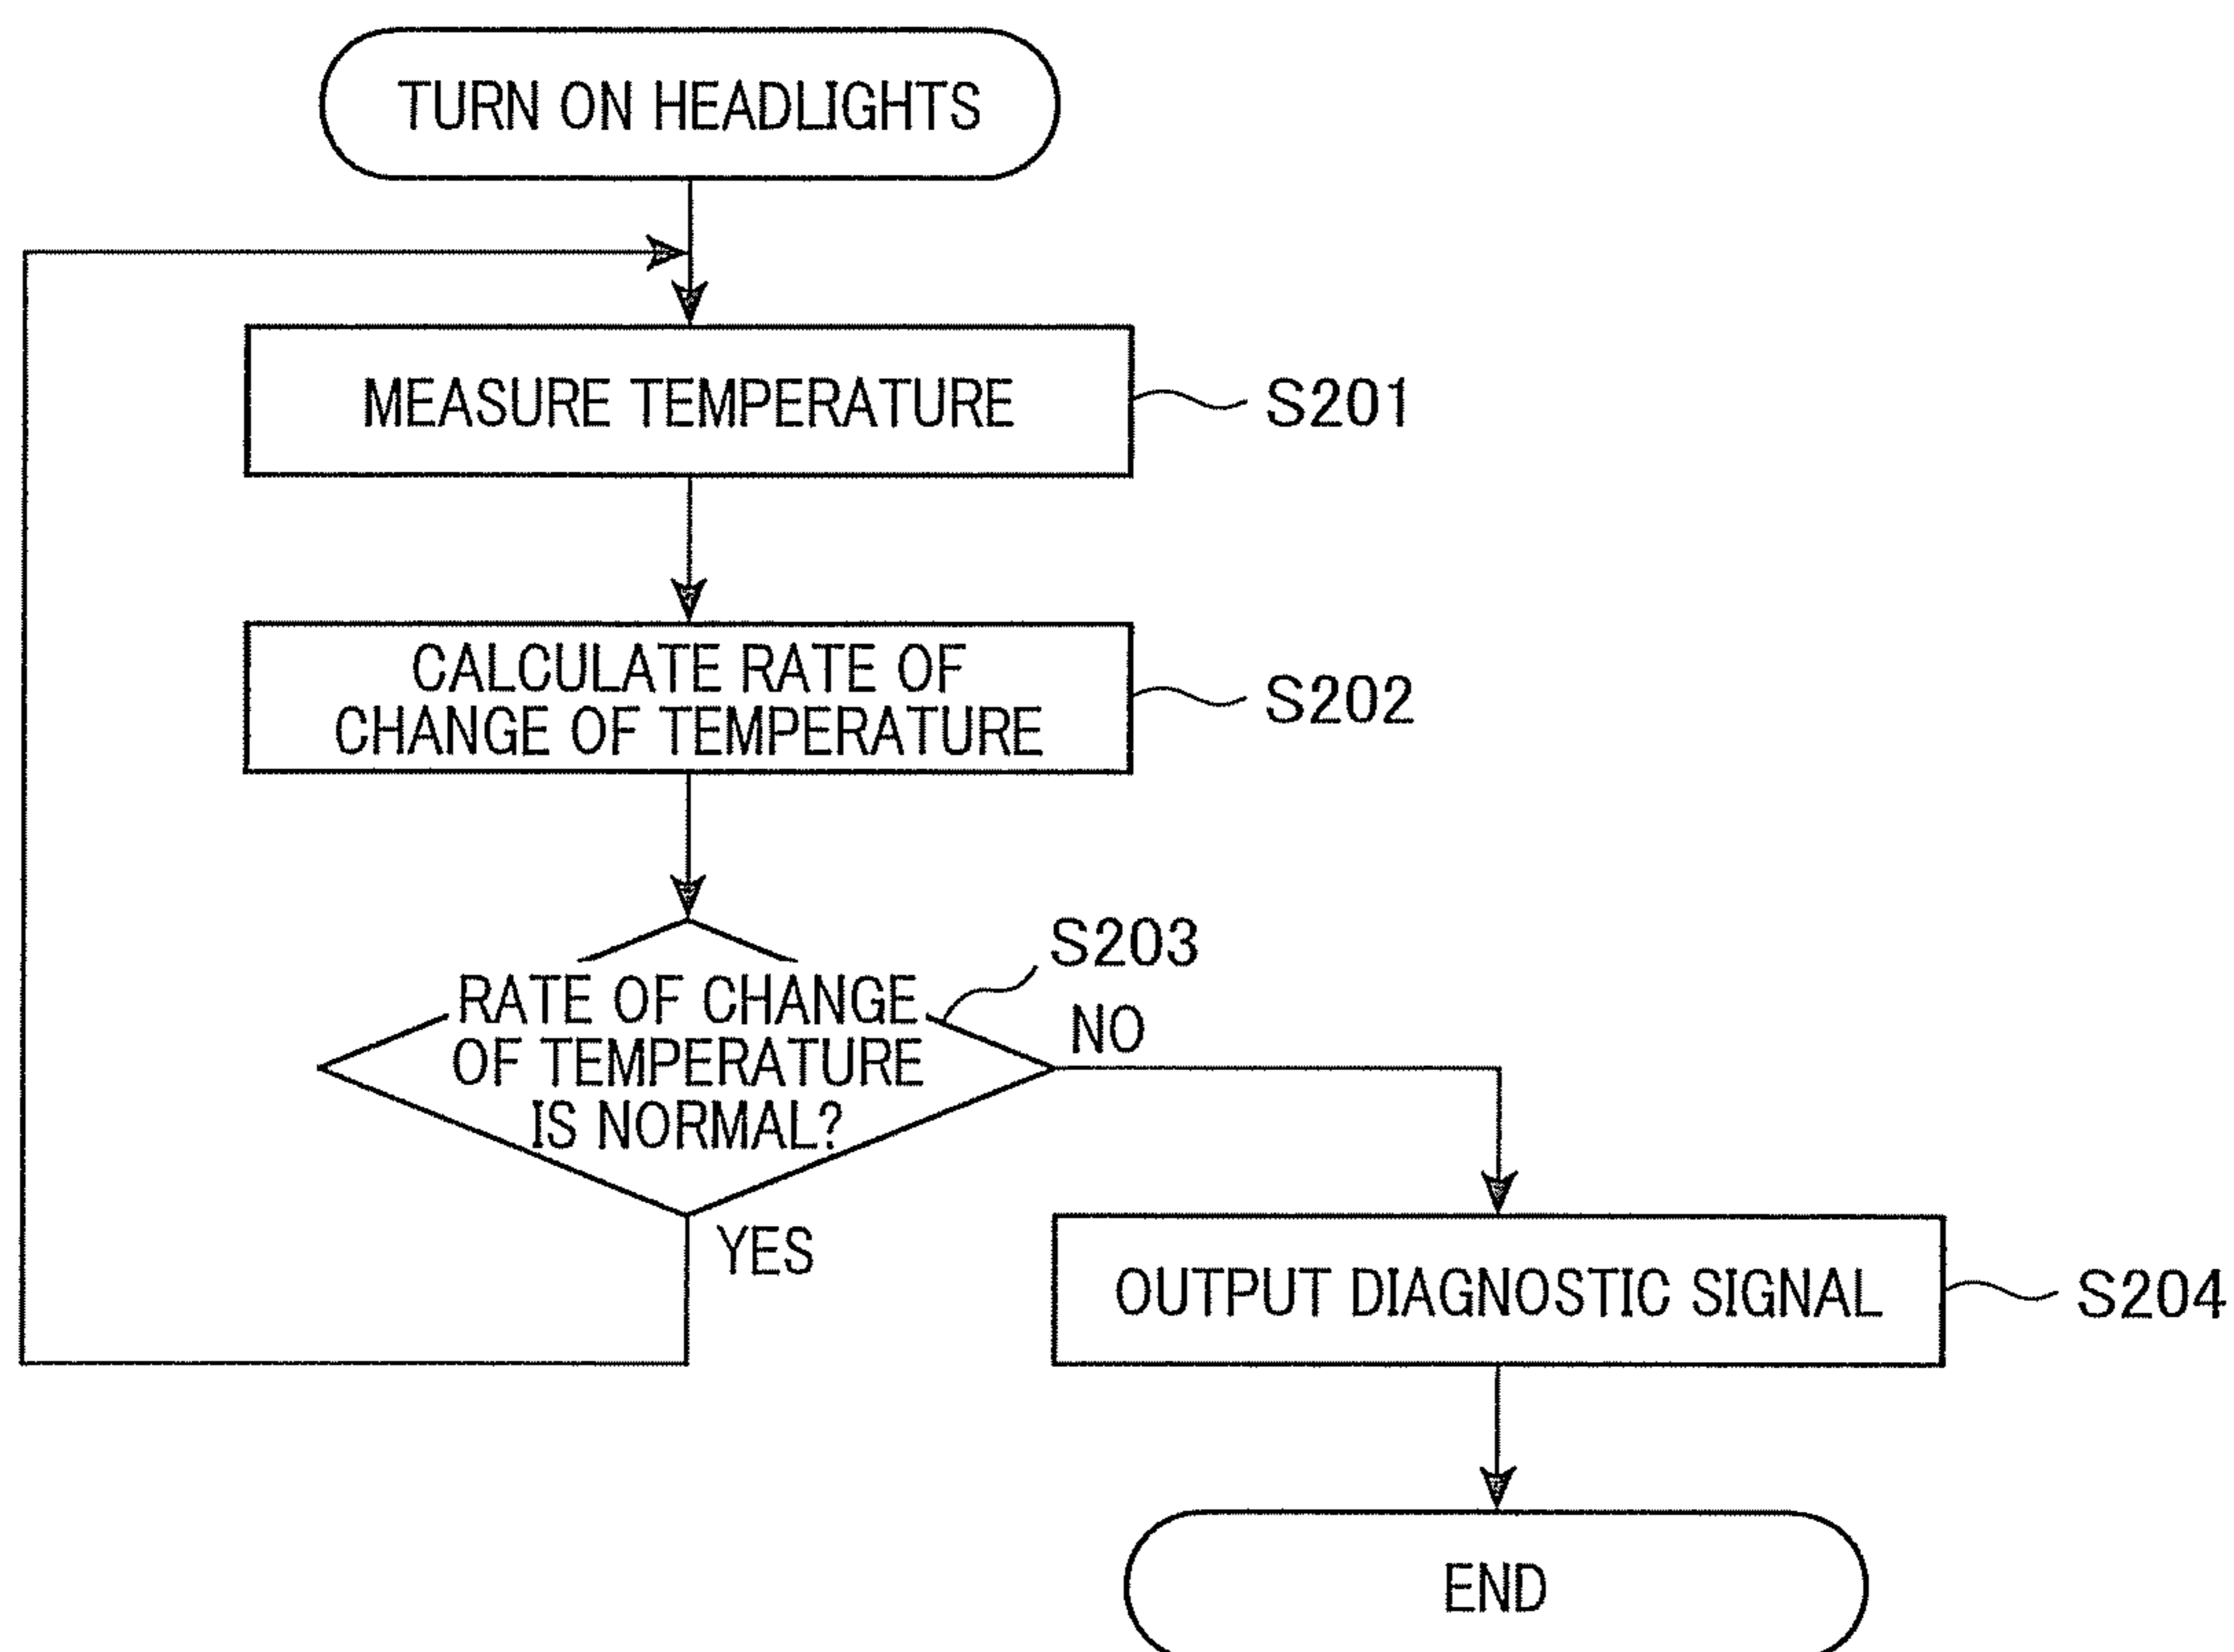 TURN ON HEADLIGHTS
MEASURE TEMPERATURE
S201
CALCULATE RATE OF
CHANGE OF TEMPERATURE
S202
S203
RATE OF CHANGE
OF TEMPERATURE
IS NORMAL?
NO
YES
OUTPUT DIAGNOSTIC SIGNAL
S204
END